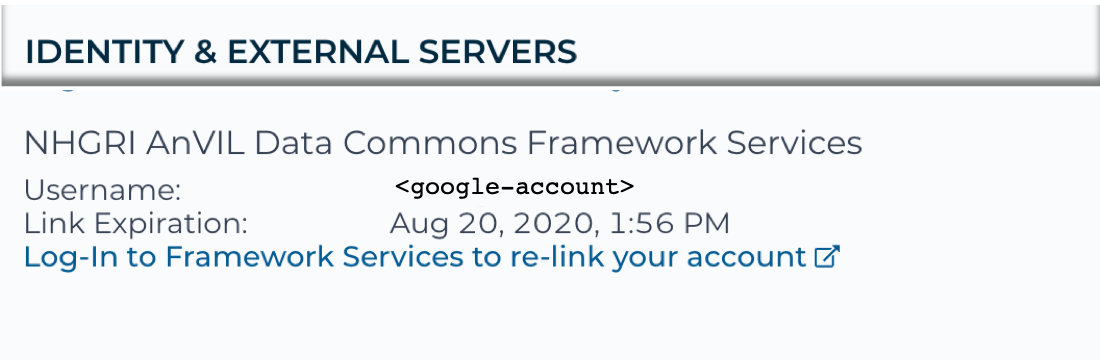 IDENTITY & EXTERNAL SERVERS
NHGRI AnVIL Data Commons Framework Services
Username: <google-account>
Link Expiration: Aug 20, 2020, 1:56 PM
Log-In to Framework Services to re-link your account